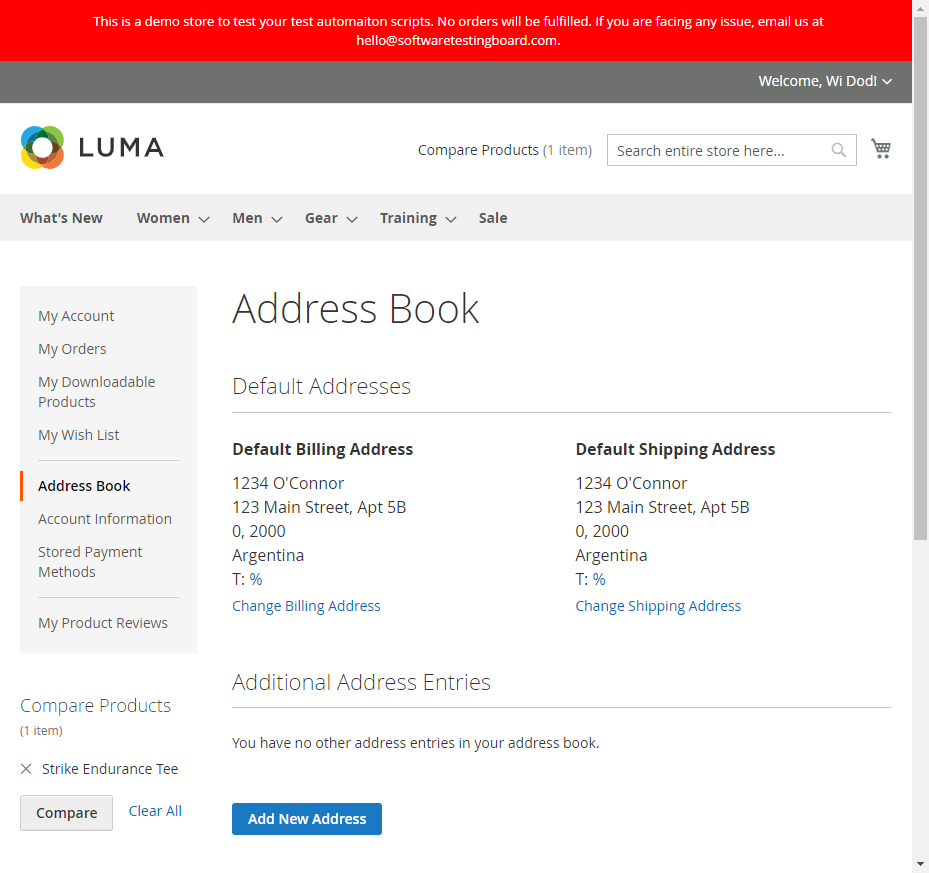 This is a demo store to test your test automaiton scripts. No orders will be fulfilled. If you are facing any issue, email us at
hello@softwaretestingboard.com.
Welcome, Wi Dod!
LUMA
Compare Products (1 item)
Search entire store here...
What's New
Women
Men
Gear
Training
Sale
My Account
My Orders
My Downloadable
Products
My Wish List
Address Book
Account Information
Stored Payment
Methods
My Product Reviews
Compare Products
(1 item)
Strike Endurance Tee
Compare
Clear All
Address Book
Default Addresses
Default Billing Address
1234 O'Connor
123 Main Street, Apt 5B
0, 2000
Argentina
T: %
Change Billing Address
Default Shipping Address
1234 O'Connor
123 Main Street, Apt 5B
0, 2000
Argentina
T: %
Change Shipping Address
Additional Address Entries
You have no other address entries in your address book.
Add New Address